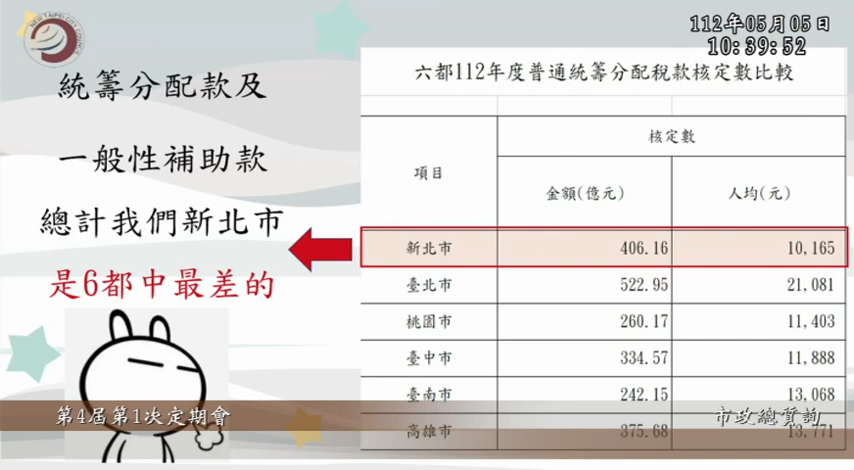 NEW TAIPEI CITY COUNCIL
112年05月05日
10:39:52
統籌分配款及
一般性補助款
總計我們新北市
是6都中最差的
六都112年度普通統籌分配稅款核定數比較
項目 核定數
金額(億元) 人均(元)
新北市 406.16 10,165
臺北市 522.95 21,081
桃園市 260.17 11,403
臺中市 334.57 11,888
臺南市 242.15 13,068
高雄市 375.68 13,771
第4屆第1次定期會
市政總質詢